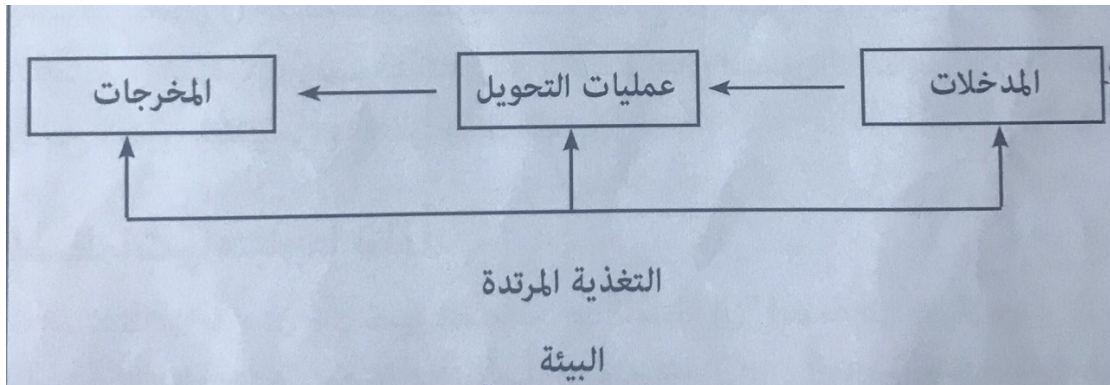 المدخلات
عمليات التحويل
المخرجات
التغذية المرتدة
البيئة